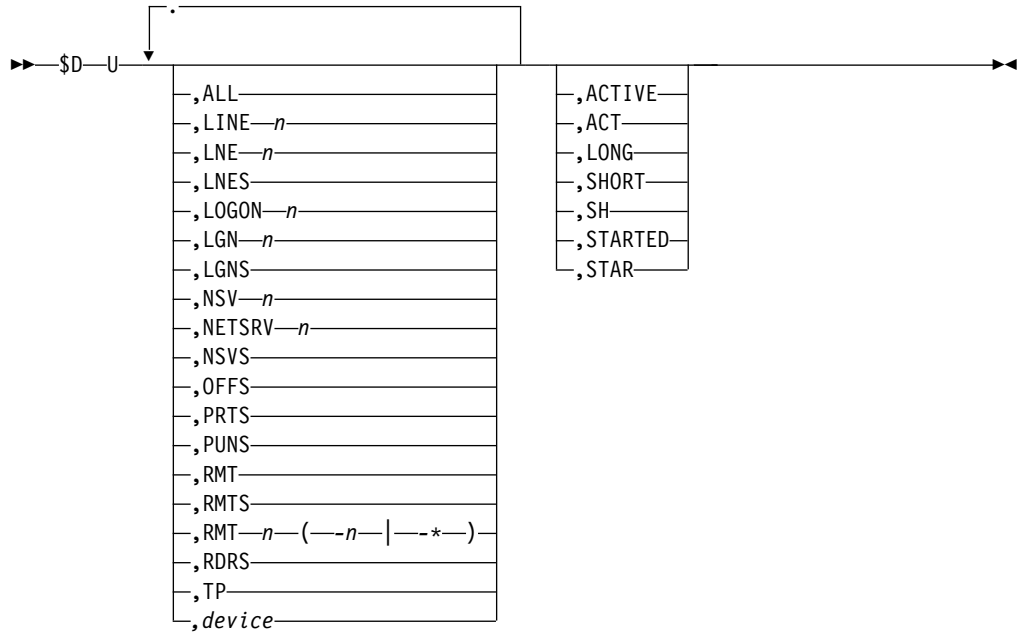 .
$D U
,ALL ,ACTIVE
,LINE n ,ACT
,LNE n ,LONG
,LNES ,SHORT
,LOGON n ,SH
,LGN n ,STARTED
,LGNS ,STAR
,NSV n
,NETSRV n
,NSVS
,OFFS
,PRTS
,PUNS
,RMT
,RMTS
,RMT n ( -n | -* )
,RDRS
,TP
,device